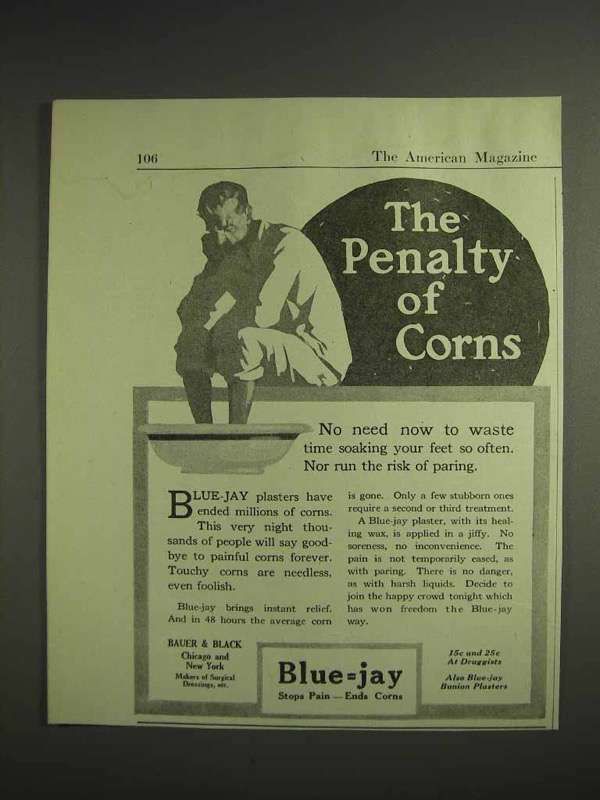 106
The American Magazine
The
Penalty
of
Corns
No need now to waste
time soaking your feet so often.
Nor run the risk of paring.
BLUE-JAY plasters have
ended millions of corns.
This very night thou-
sands of people will say good-
bye to painful corns forever.
Touchy corns are needless,
even foolish.
Blue-jay brings instant relief.
And in 48 hours the average corn
is gone. Only a few stubborn ones
require a second or third treatment.
A Blue-jay plaster, with its heal-
ing wax, is applied in a jiffy. No
soreness, no inconvenience. The
pain is not temporarily eased, as
with paring. There is no danger,
as with harsh liquids. Decide to
join the happy crowd tonight which
has won freedom the Blue-jay
way.
BAUER & BLACK
Chicago and
New York
Makers of Surgical
Dressings, etc.
Blue=jay
Stops Pain — Ends Corns
15c and 25c
At Druggists
Also Blue-jay
Bunion Plasters